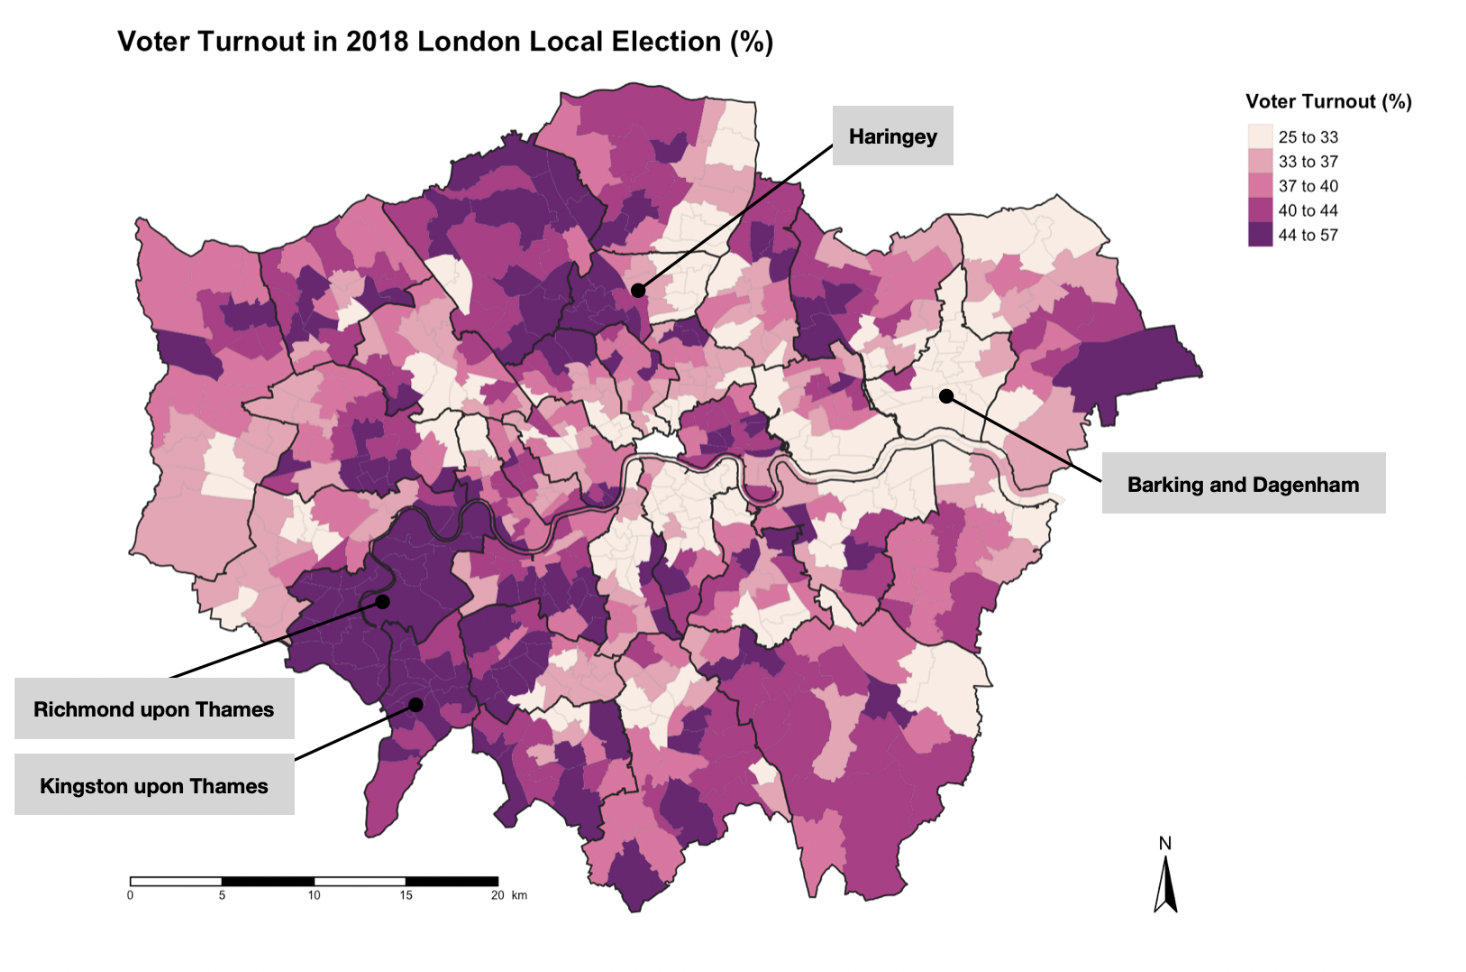 Voter Turnout in 2018 London Local Election (%)
Voter Turnout (%)
25 to 33
33 to 37
37 to 40
40 to 44
44 to 57
Haringey
Barking and Dagenham
Richmond upon Thames
Kingston upon Thames
N
0 5 10 15 20 km